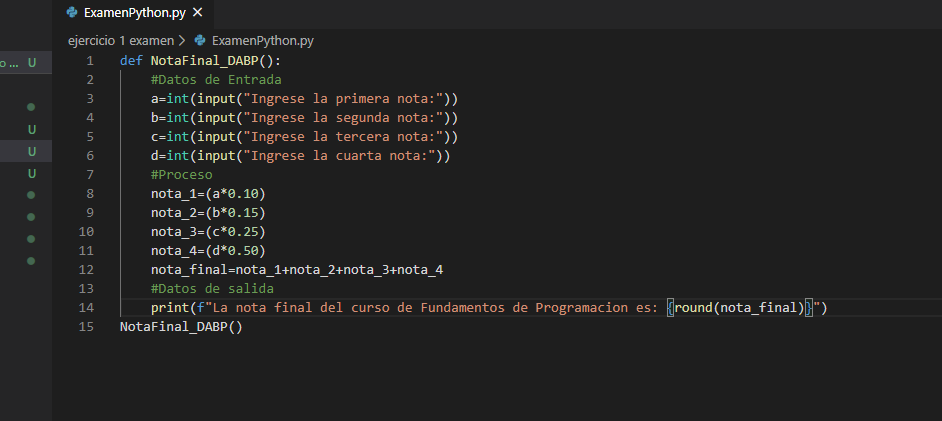 ExamenPython.py ×
ejercicio 1 examen > ExamenPython.py
o ... U
U
U
U
1 def NotaFinal_DABP():
2 #Datos de Entrada
3 a=int(input("Ingrese la primera nota:"))
4 b=int(input("Ingrese la segunda nota:"))
5 c=int(input("Ingrese la tercera nota:"))
6 d=int(input("Ingrese la cuarta nota:"))
7 #Proceso
8 nota_1=(a*0.10)
9 nota_2=(b*0.15)
10 nota_3=(c*0.25)
11 nota_4=(d*0.50)
12 nota_final=nota_1+nota_2+nota_3+nota_4
13 #Datos de salida
14 print(f"La nota final del curso de Fundamentos de Programacion es: {round(nota_final)}")
15 NotaFinal_DABP()